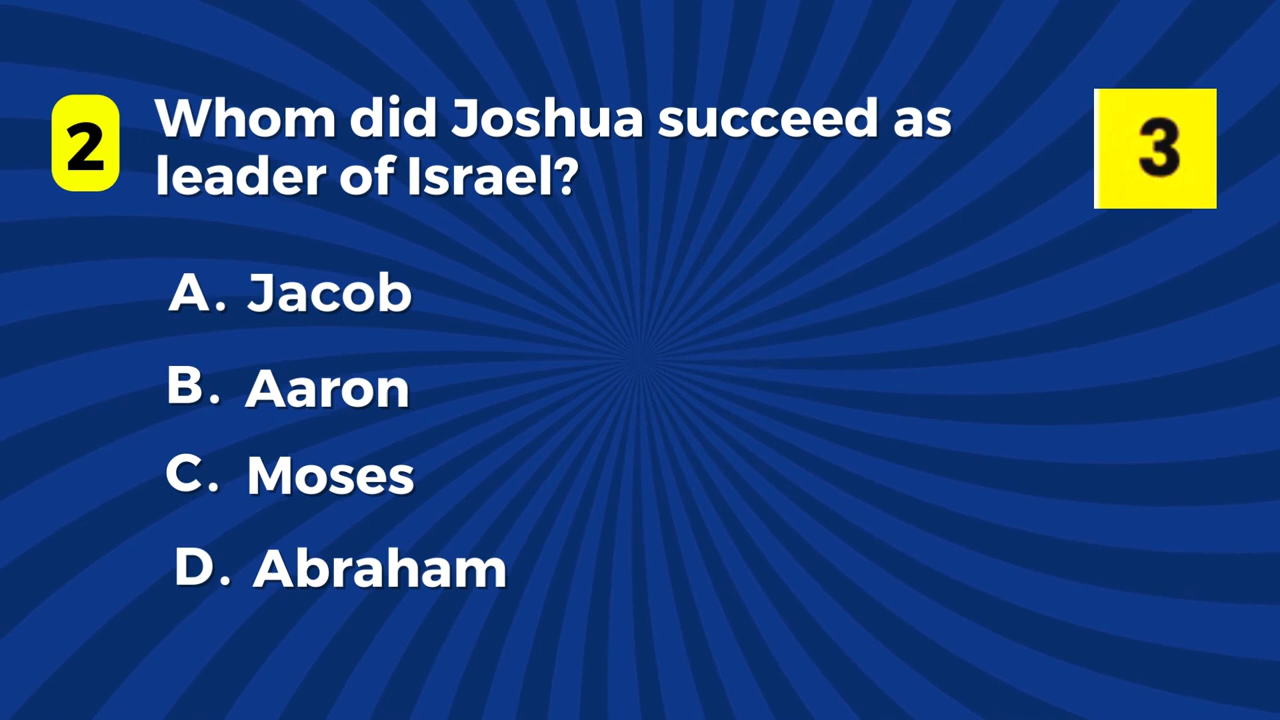 2
Whom did Joshua succeed as
leader of Israel?
3
A. Jacob
B. Aaron
C. Moses
D. Abraham